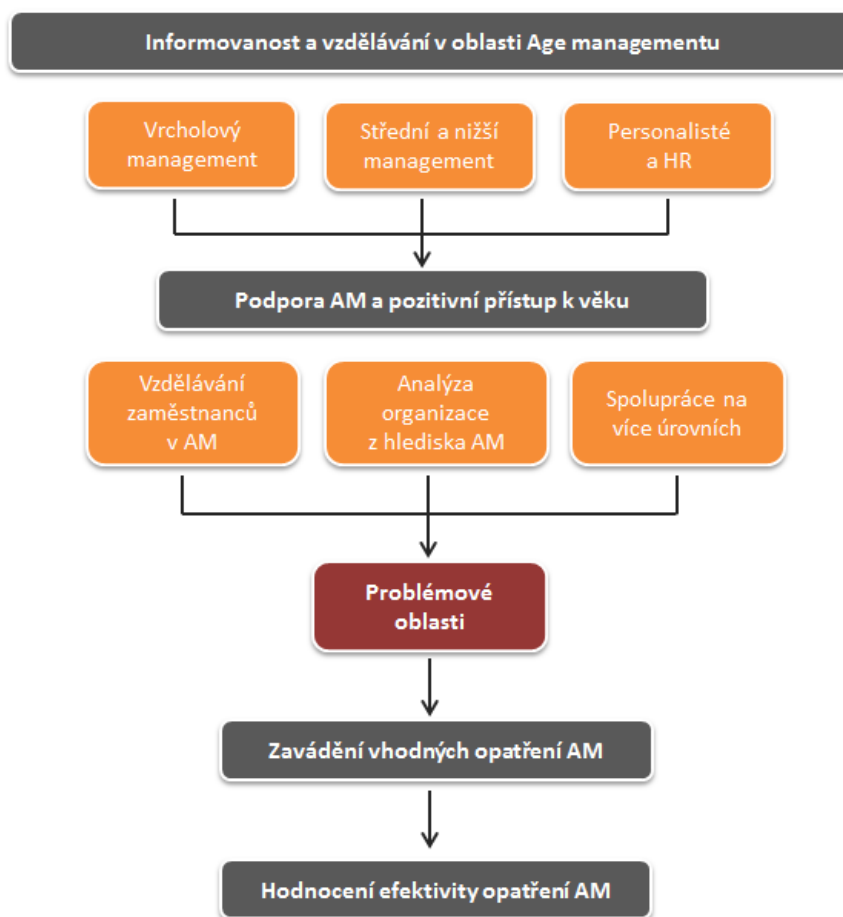 Informovanost a vzdělávání v oblasti Age managementu
Vrcholový
management
Střední a nižší
management
Personalisté
a HR
Podpora AM a pozitivní přístup k věku
Vzdělávání
zaměstnanců
v AM
Analýza
organizace
z hlediska AM
Spolupráce na
více úrovních
Problémové
oblasti
Zavádění vhodných opatření AM
Hodnocení efektivity opatření AM